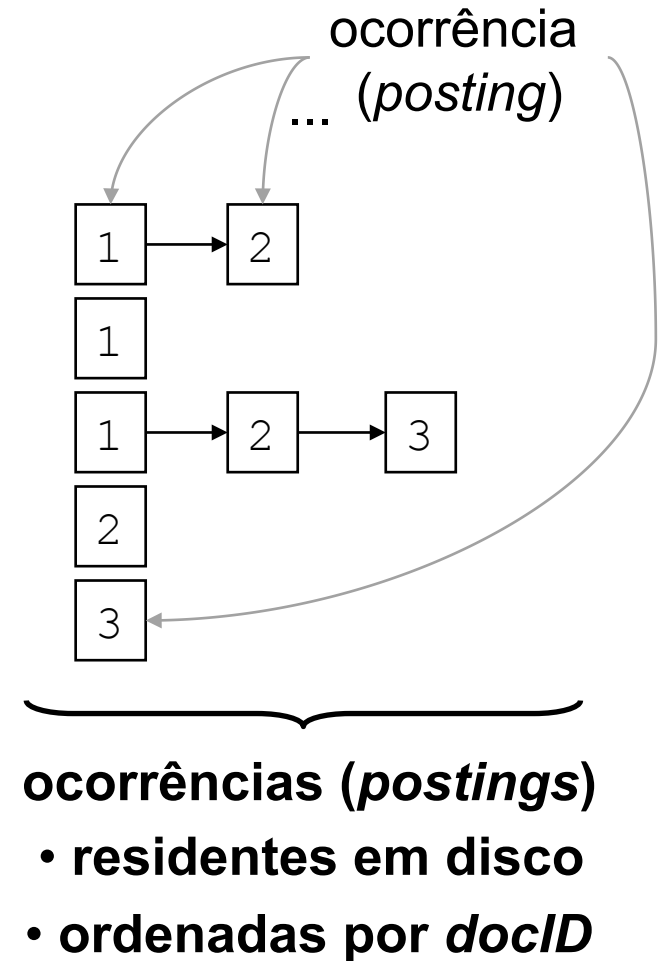 ocorrência
(posting)
...
1 2
1
1 2 3
2
3
ocorrências (postings)
• residentes em disco
• ordenadas por docID